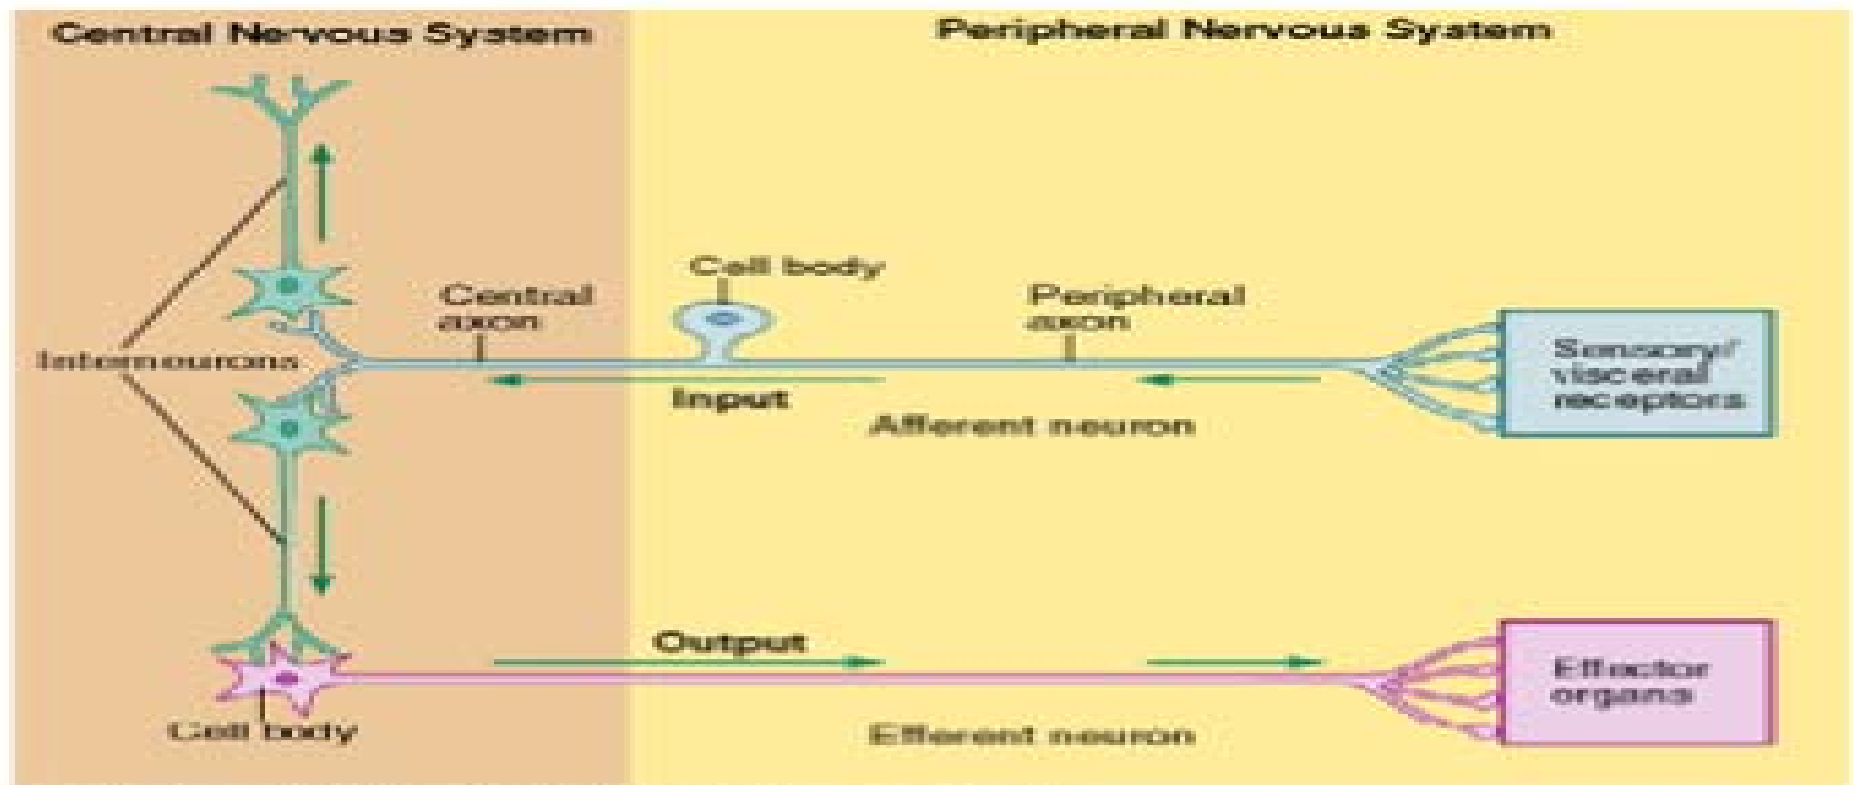 Central Nervous System
Peripheral Nervous System
Cell body
Central
axon
Peripheral
axon
Interneurons
Sensory/
visceral
receptors
Input
Afferent neuron
Output
Effector
organs
Cell body
Efferent neuron